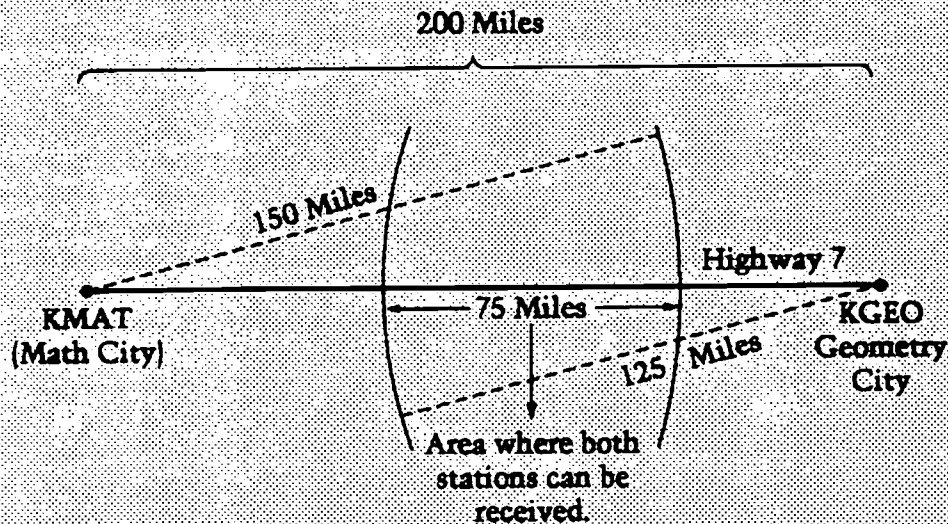 200 Miles
150 Miles
Highway 7
75 Miles
KMAT
(Math City)
KGEO
Geometry
City
125 Miles
Area where both
stations can be
received.